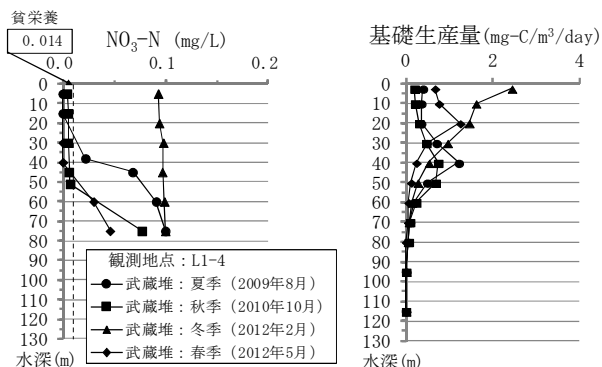 貧栄養
0.014
NO₃-N (mg/L)
0.0 0.1 0.2
0
10
20
30
40
50
60
70
80
90
100
110
120
130
水深(m)
観測地点：L1-4
武蔵堆：夏季 (2009年8月)
武蔵堆：秋季 (2010年10月)
武蔵堆：冬季 (2012年2月)
武蔵堆：春季 (2012年5月)
基礎生産量(mg-C/m³/day)
0 2 4
0
10
20
30
40
50
60
70
80
90
100
110
120
130
水深(m)